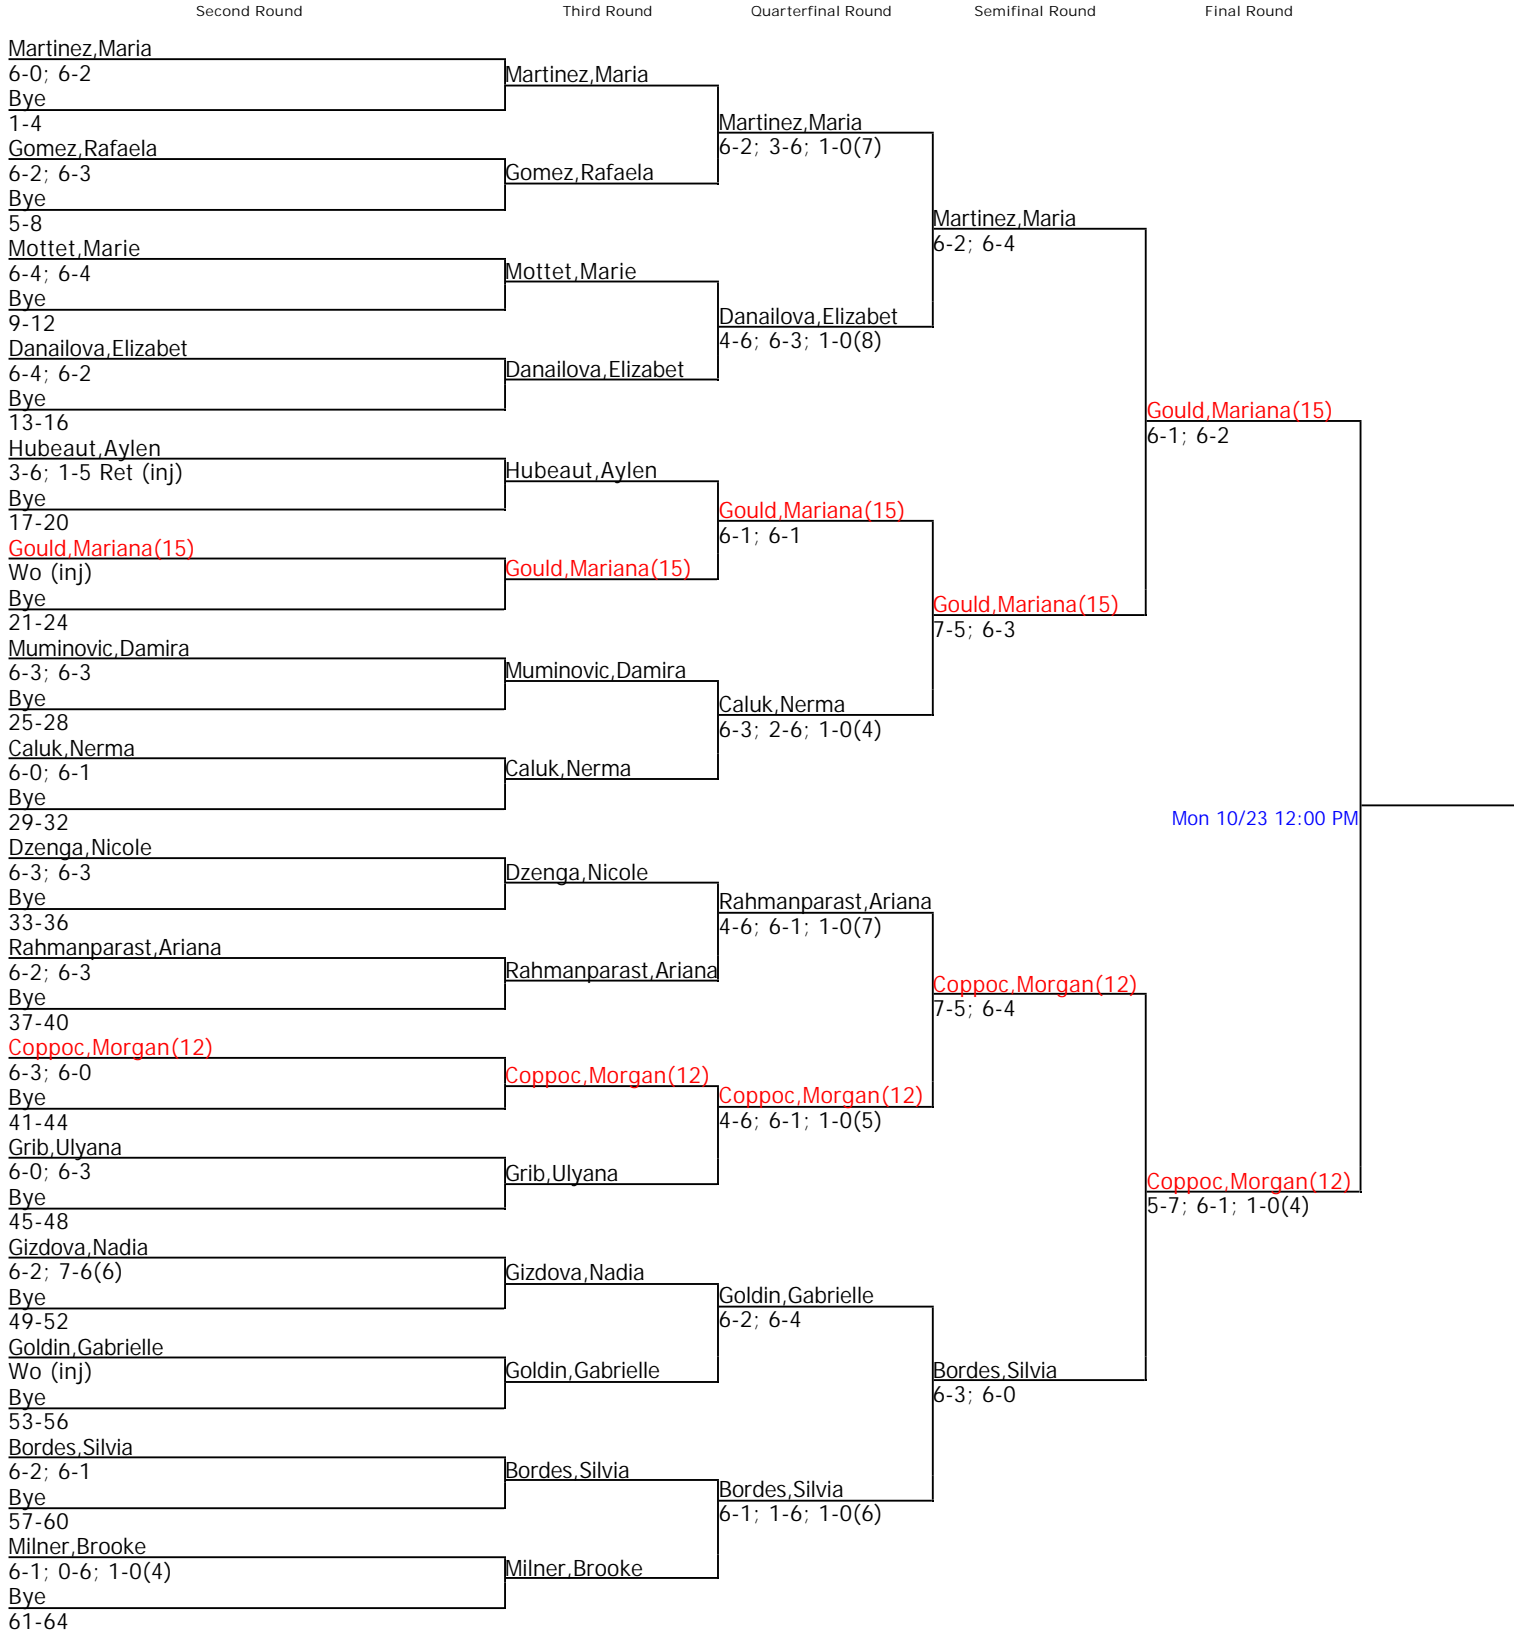 Second Round
Third Round
Quarterfinal Round
Semifinal Round
Final Round
Martinez,Maria
6-0; 6-2
Bye
1-4
Gomez,Rafaela
6-2; 6-3
Bye
5-8
Mottet,Marie
6-4; 6-4
Bye
9-12
Danailova,Elizabet
6-4; 6-2
Bye
13-16
Hubeaut,Aylen
3-6; 1-5 Ret (inj)
Bye
17-20
Gould,Mariana(15)
Wo (inj)
Bye
21-24
Muminovic,Damira
6-3; 6-3
Bye
25-28
Caluk,Nerma
6-0; 6-1
Bye
29-32
Dzenga,Nicole
6-3; 6-3
Bye
33-36
Rahmanparast,Ariana
6-2; 6-3
Bye
37-40
Coppoc,Morgan(12)
6-3; 6-0
Bye
41-44
Grib,Ulyana
6-0; 6-3
Bye
45-48
Gizdova,Nadia
6-2; 7-6(6)
Bye
49-52
Goldin,Gabrielle
Wo (inj)
Bye
53-56
Bordes,Silvia
6-2; 6-1
Bye
57-60
Milner,Brooke
6-1; 0-6; 1-0(4)
Bye
61-64
Martinez,Maria
Gomez,Rafaela
Mottet,Marie
Danailova,Elizabet
Hubeaut,Aylen
Gould,Mariana(15)
Muminovic,Damira
Caluk,Nerma
Dzenga,Nicole
Rahmanparast,Ariana
Coppoc,Morgan(12)
Grib,Ulyana
Gizdova,Nadia
Goldin,Gabrielle
Bordes,Silvia
Milner,Brooke
Martinez,Maria
6-2; 3-6; 1-0(7)
Danailova,Elizabet
4-6; 6-3; 1-0(8)
Gould,Mariana(15)
6-1; 6-1
Caluk,Nerma
6-3; 2-6; 1-0(4)
Rahmanparast,Ariana
4-6; 6-1; 1-0(7)
Coppoc,Morgan(12)
4-6; 6-1; 1-0(5)
Goldin,Gabrielle
6-2; 6-4
Bordes,Silvia
6-1; 1-6; 1-0(6)
Martinez,Maria
6-2; 6-4
Gould,Mariana(15)
7-5; 6-3
Coppoc,Morgan(12)
7-5; 6-4
Bordes,Silvia
6-3; 6-0
Gould,Mariana(15)
6-1; 6-2
Coppoc,Morgan(12)
5-7; 6-1; 1-0(4)
Mon 10/23 12:00 PM